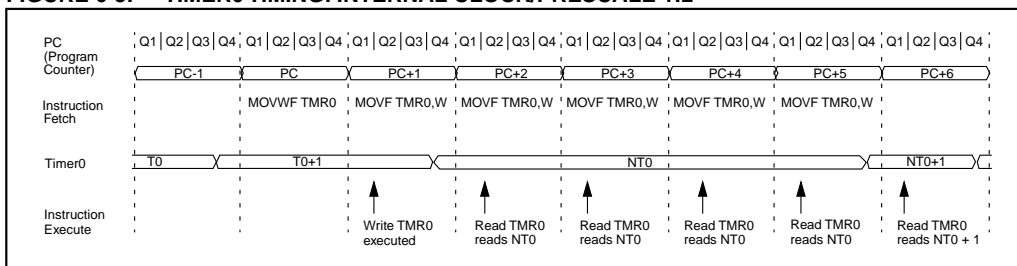 FIGURE 6-3: TIMER0 TIMING: INTERNAL CLOCK/PRESCALE 1:2
PC (Program Counter)
Q1 Q2 Q3 Q4 Q1 Q2 Q3 Q4 Q1 Q2 Q3 Q4 Q1 Q2 Q3 Q4 Q1 Q2 Q3 Q4 Q1 Q2 Q3 Q4 Q1 Q2 Q3 Q4 Q1 Q2 Q3 Q4
PC-1 PC PC+1 PC+2 PC+3 PC+4 PC+5 PC+6
Instruction Fetch
MOVWF TMR0 MOVF TMR0,W MOVF TMR0,W MOVF TMR0,W MOVF TMR0,W MOVF TMR0,W
Timer0
T0 T0+1 NT0 NT0+1
Instruction Execute
Write TMR0 executed
Read TMR0 reads NT0
Read TMR0 reads NT0
Read TMR0 reads NT0
Read TMR0 reads NT0
Read TMR0 reads NT0 + 1